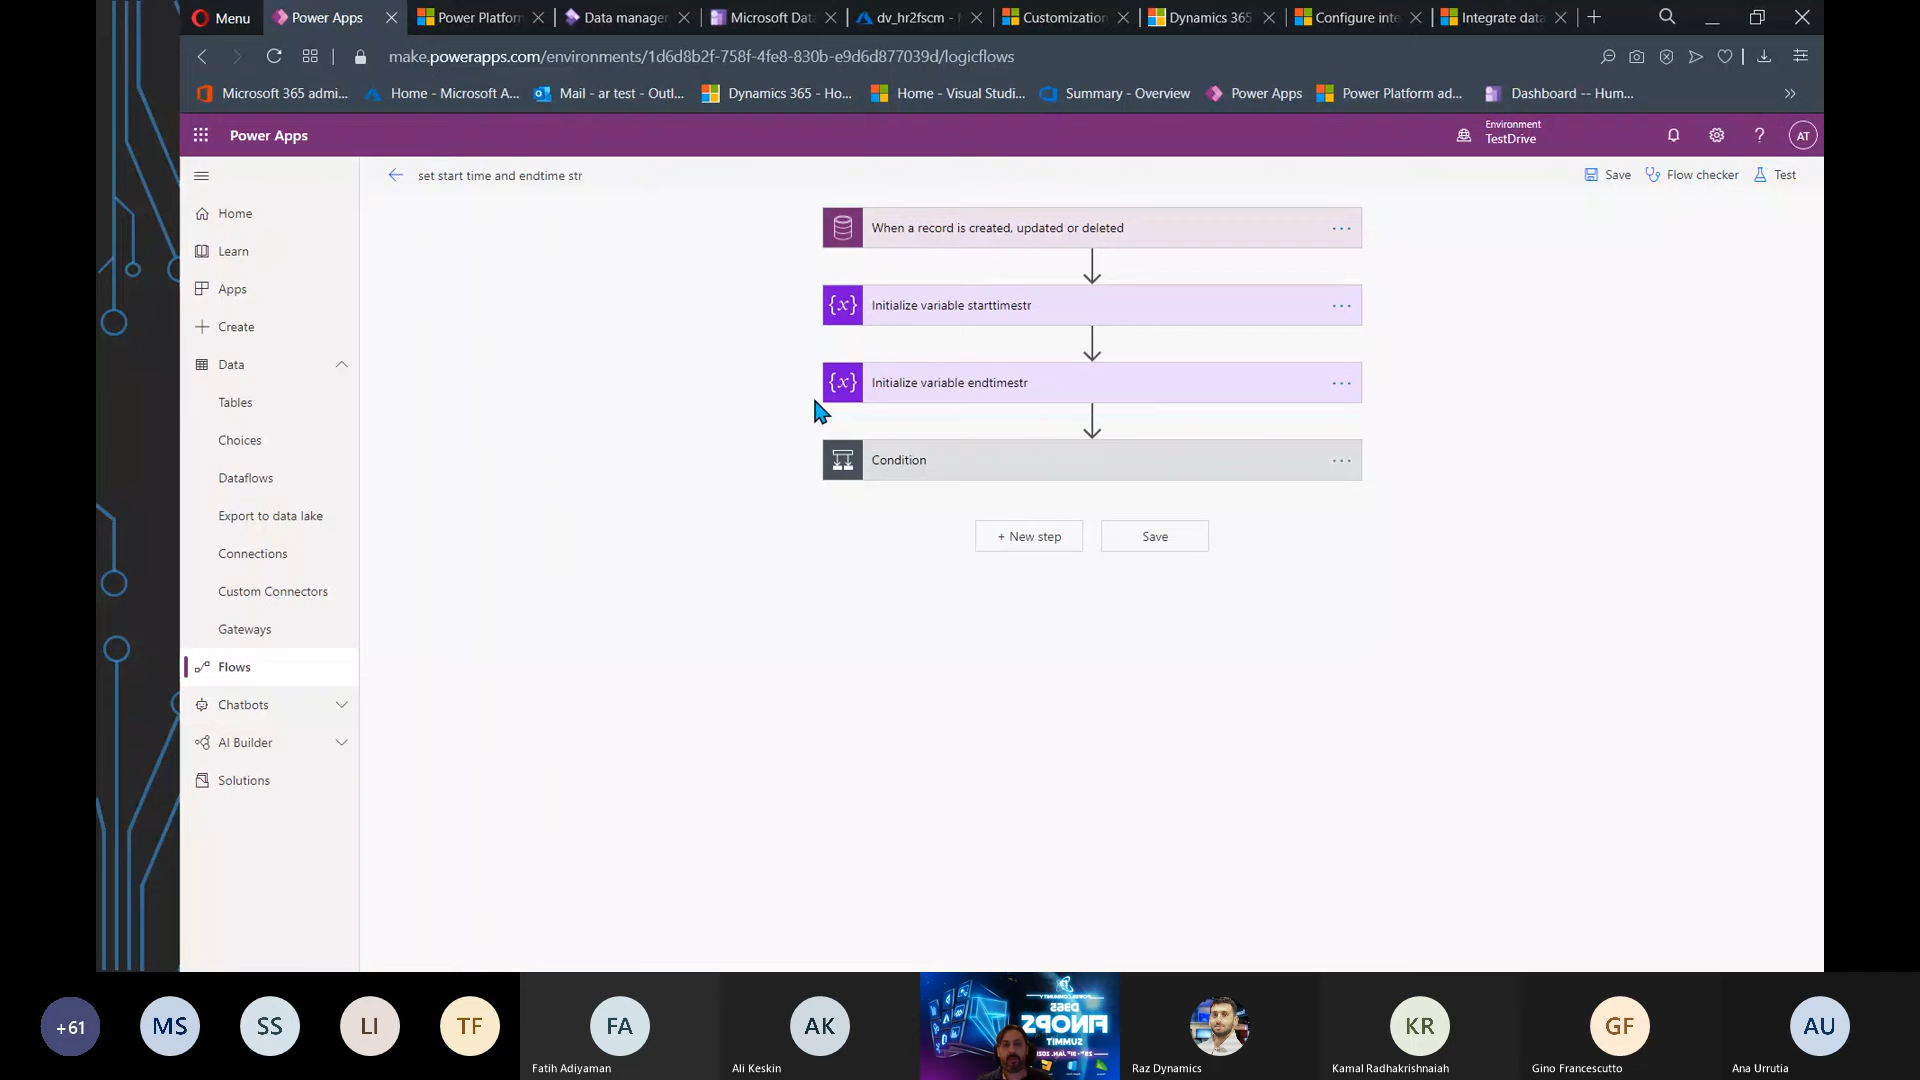 Menu
Power Apps
Power Platforn
Data manager
Microsoft Dat
dv_hr2fscm -
Customization
Dynamics 365
Configure inte
Integrate data
make.powerapps.com/environments/1d6d8b2f-758f-4fe8-830b-e9d6d877039d/logicflows
Microsoft 365 admi...
Home - Microsoft A...
Mail - ar test - Outl...
Dynamics 365 - Ho...
Home - Visual Studi...
Summary - Overview
Power Apps
Power Platform ad...
Dashboard -- Hum...
Power Apps
Environment
TestDrive
AT
set start time and endtime str
Save
Flow checker
Test
Home
Learn
Apps
Create
Data
Tables
Choices
Dataflows
Export to data lake
Connections
Custom Connectors
Gateways
Flows
Chatbots
AI Builder
Solutions
When a record is created, updated or deleted
{x} Initialize variable starttimestr
{x} Initialize variable endtimestr
Condition
+ New step
Save
+61
MS
SS
LI
TF
FA
Fatih Adiyaman
AK
Ali Keskin
D365
FINOPS
SUMMIT
Raz Dynamics
KR
Kamal Radhakrishnaiah
GF
Gino Francescutto
AU
Ana Urrutia